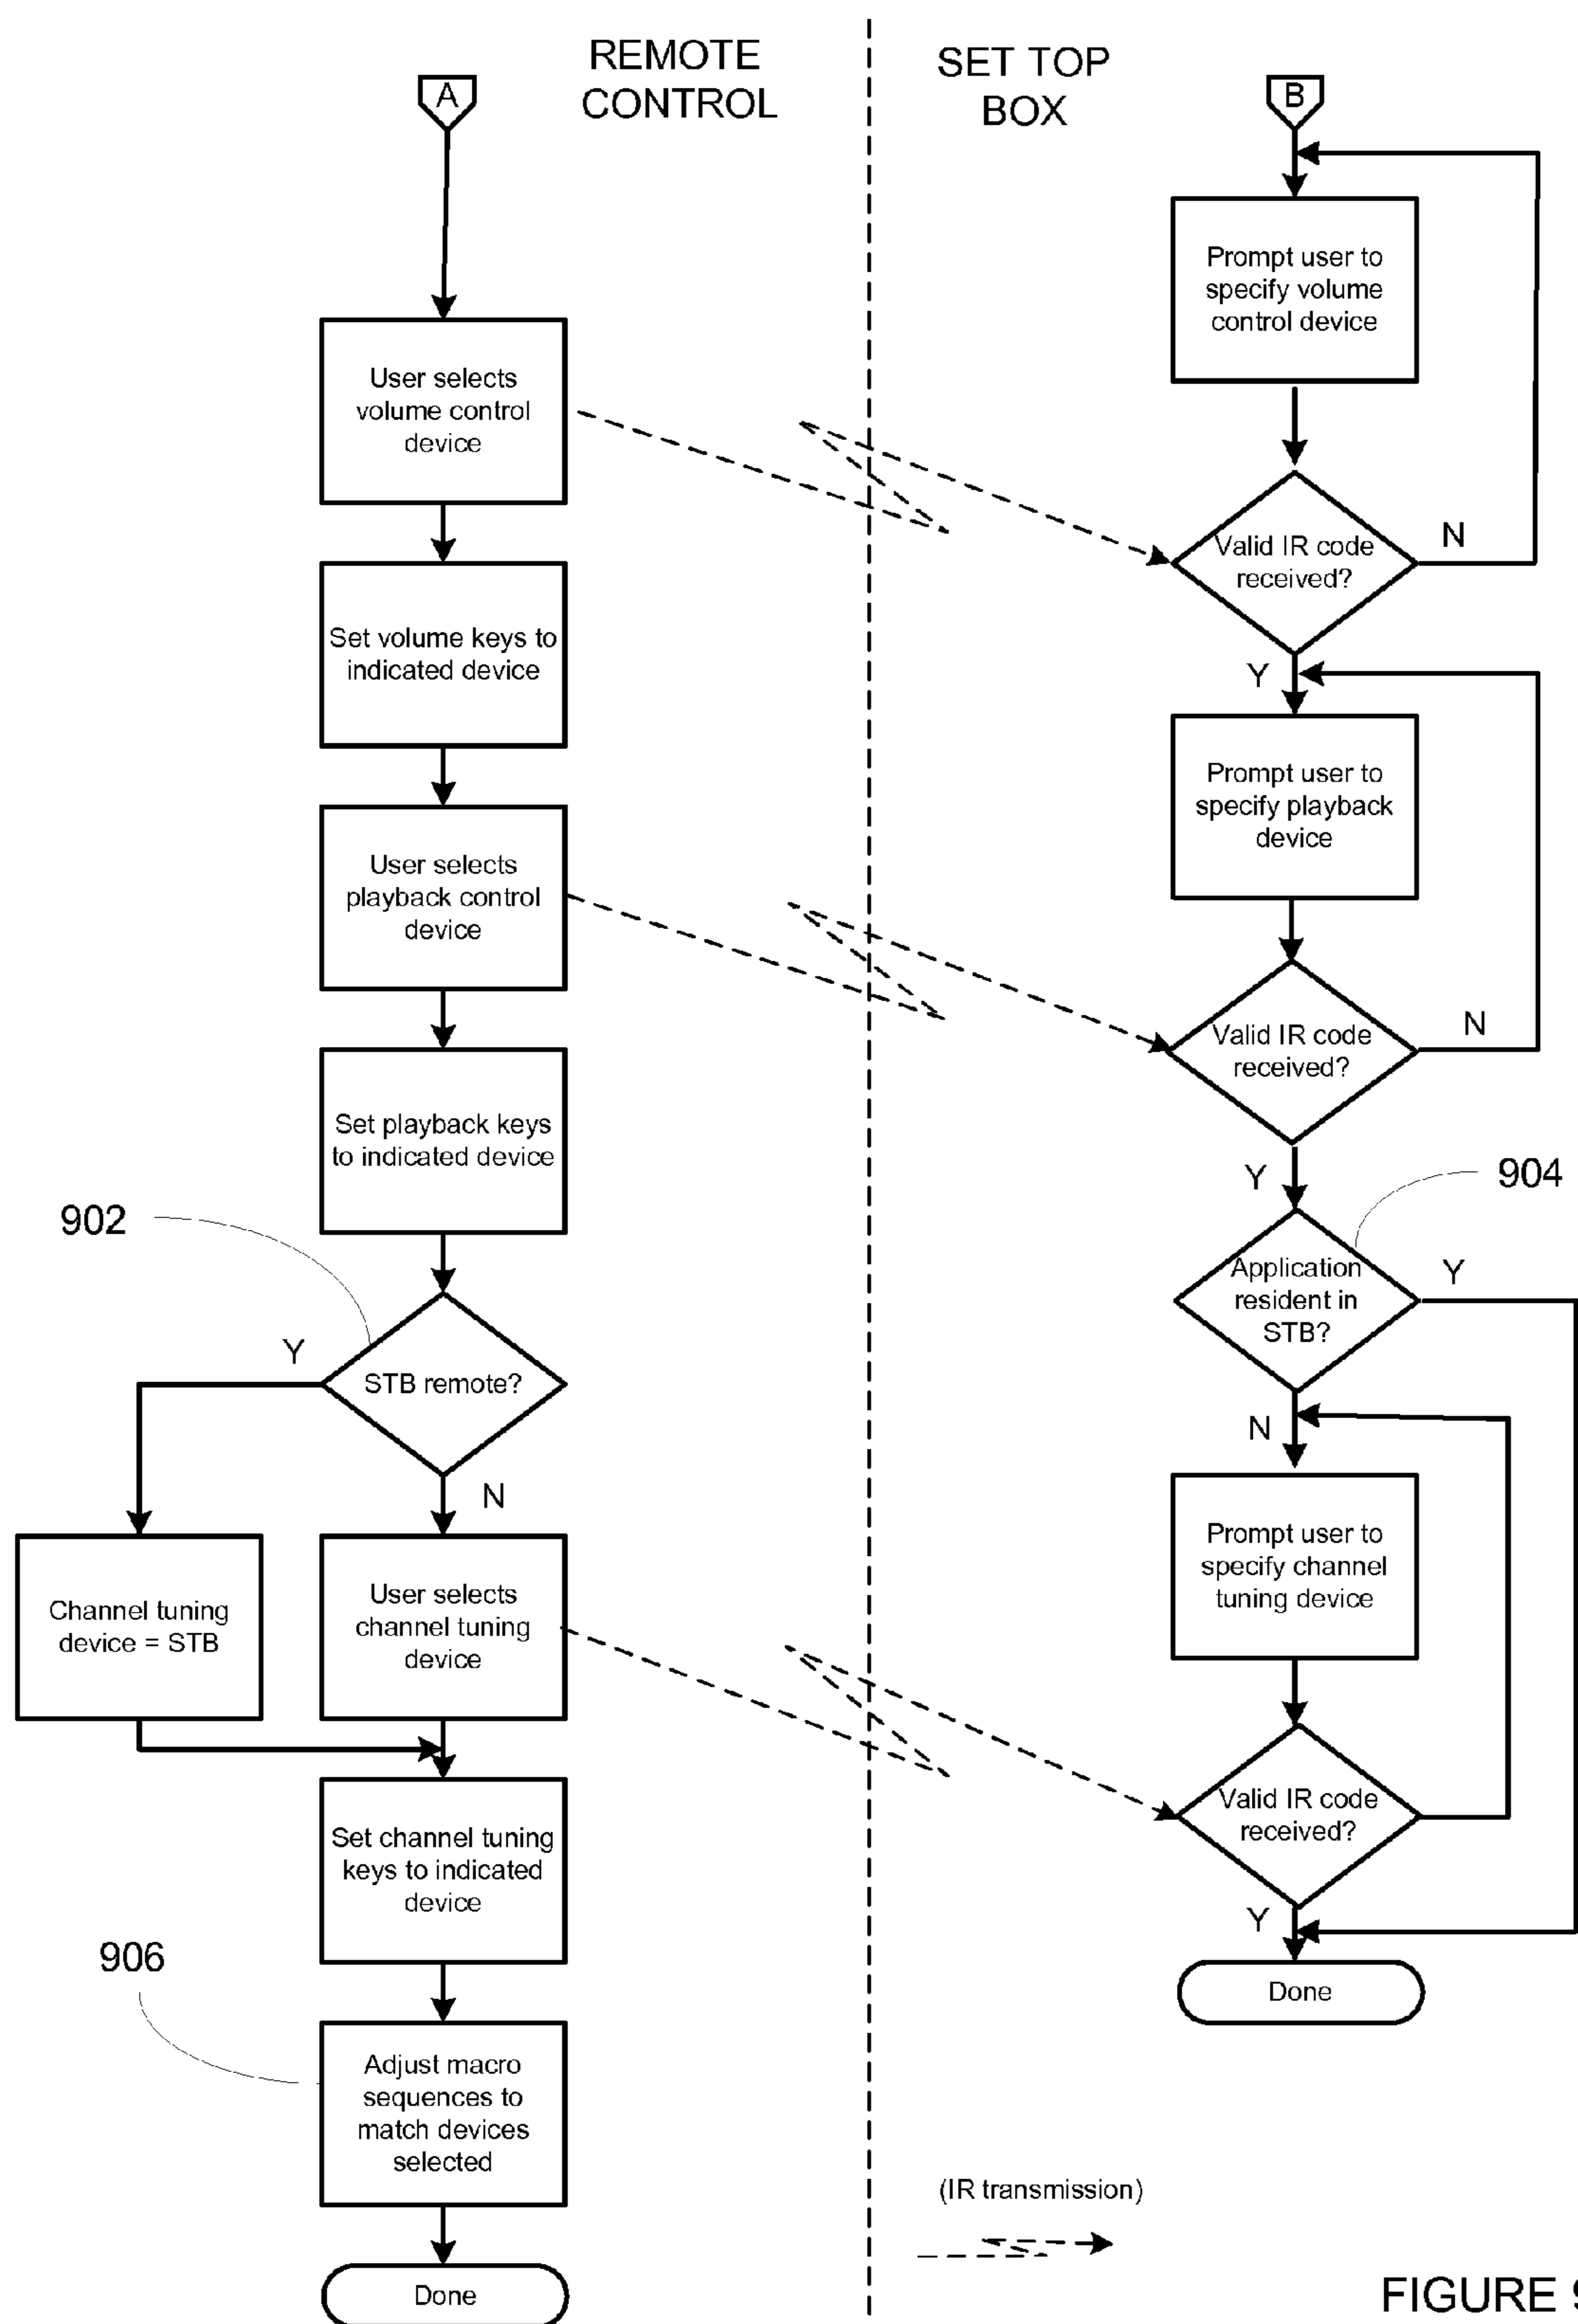 REMOTE
CONTROL
SET TOP
BOX
A
B
User selects
volume control
device
Set volume keys to
indicated device
User selects
playback control
device
Set playback keys
to indicated device
902
STB remote?
Y
N
Channel tuning
device = STB
User selects
channel tuning
device
Set channel tuning
keys to indicated
device
906
Adjust macro
sequences to
match devices
selected
Done
Prompt user to
specify volume
control device
Valid IR code
received?
N
Y
Prompt user to
specify playback
device
Valid IR code
received?
N
Y
904
Application
resident in
STB?
Y
N
Prompt user to
specify channel
tuning device
Valid IR code
received?
Y
Done
(IR transmission)
FIGURE 9